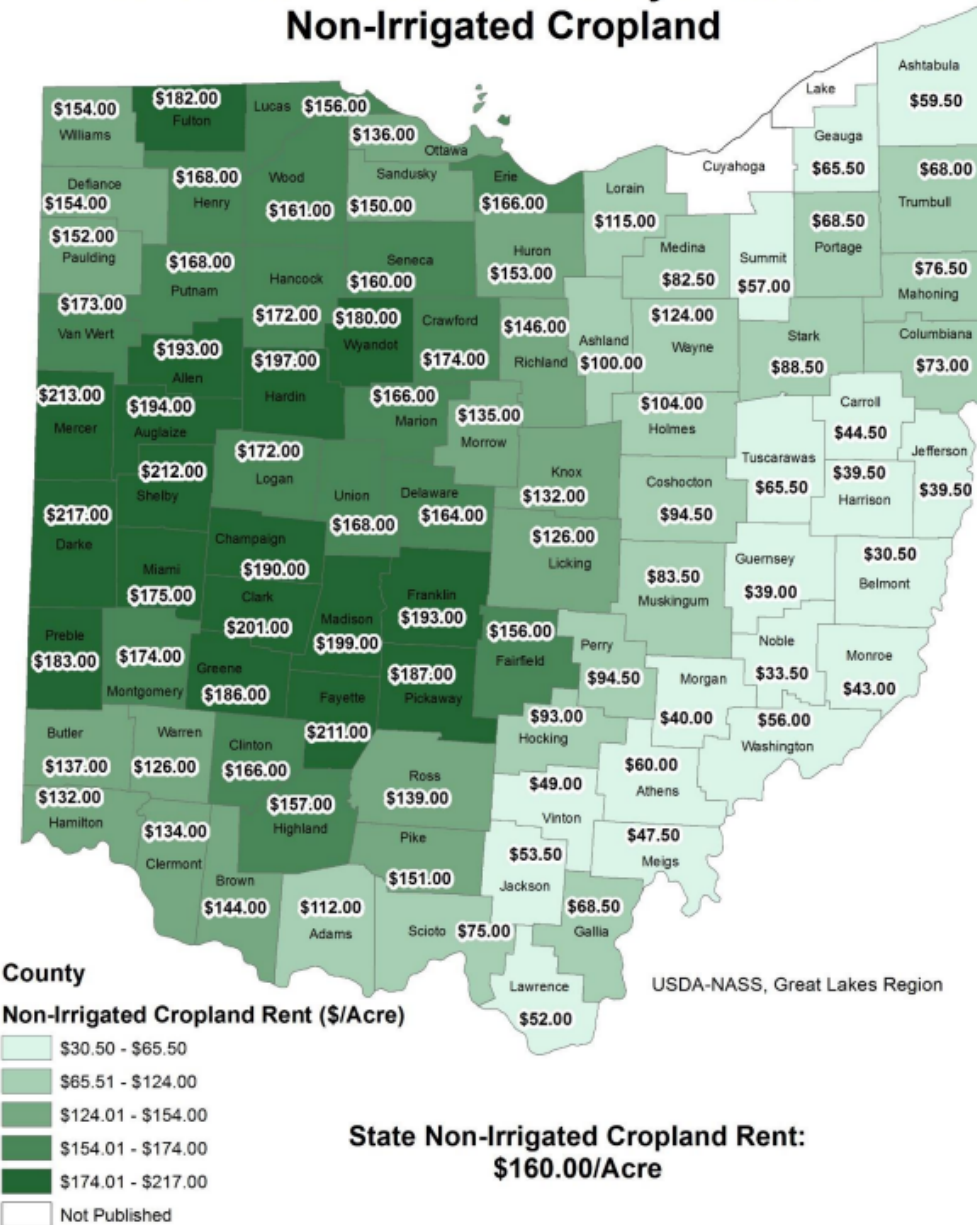 Non-Irrigated Cropland
Lake
Ashtabula
$59.50
$154.00
Williams
$182.00
Fulton
Lucas
$156.00
$136.00
Ottawa
Cuyahoga
Geauga
$65.50
$68.00
Trumbull
Defiance
$154.00
$168.00
Henry
Wood
$161.00
Sandusky
$150.00
Erie
$166.00
Lorain
$115.00
$68.50
Portage
$152.00
Paulding
$168.00
Putnam
Hancock
$172.00
Seneca
$160.00
Huron
$153.00
Medina
$82.50
Summit
$57.00
$76.50
Mahoning
$173.00
Van Wert
$193.00
Allen
$197.00
Hardin
$180.00
Wyandot
Crawford
$174.00
$146.00
Richland
Ashland
$100.00
$124.00
Wayne
Stark
$88.50
Columbiana
$73.00
$213.00
Mercer
$194.00
Auglaize
$166.00
Marion
$135.00
Morrow
$104.00
Holmes
Carroll
$44.50
$212.00
Shelby
$172.00
Logan
Union
$168.00
Delaware
$164.00
Knox
$132.00
Coshocton
$94.50
Tuscarawas
$65.50
$39.50
Harrison
Jefferson
$39.50
$217.00
Darke
Miami
$175.00
Champaign
$190.00
Clark
$201.00
Madison
$199.00
Franklin
$193.00
$126.00
Licking
$83.50
Muskingum
Guernsey
$39.00
$30.50
Belmont
Preble
$183.00
$174.00
Montgomery
Greene
$186.00
Fayette
$211.00
$187.00
Pickaway
$156.00
Fairfield
Perry
$94.50
Morgan
$40.00
Noble
$33.50
Monroe
$43.00
Butler
$137.00
Warren
$126.00
Clinton
$166.00
$93.00
Hocking
$60.00
Athens
$56.00
Washington
$132.00
Hamilton
$134.00
Clermont
$157.00
Highland
Ross
$139.00
$49.00
Vinton
$47.50
Meigs
Brown
$144.00
$112.00
Adams
Pike
$151.00
Scioto
$75.00
$53.50
Jackson
$68.50
Gallia
Lawrence
$52.00
USDA-NASS, Great Lakes Region
County
Non-Irrigated Cropland Rent ($/Acre)
$30.50 - $65.50
$65.51 - $124.00
$124.01 - $154.00
$154.01 - $174.00
$174.01 - $217.00
Not Published
State Non-Irrigated Cropland Rent:
$160.00/Acre